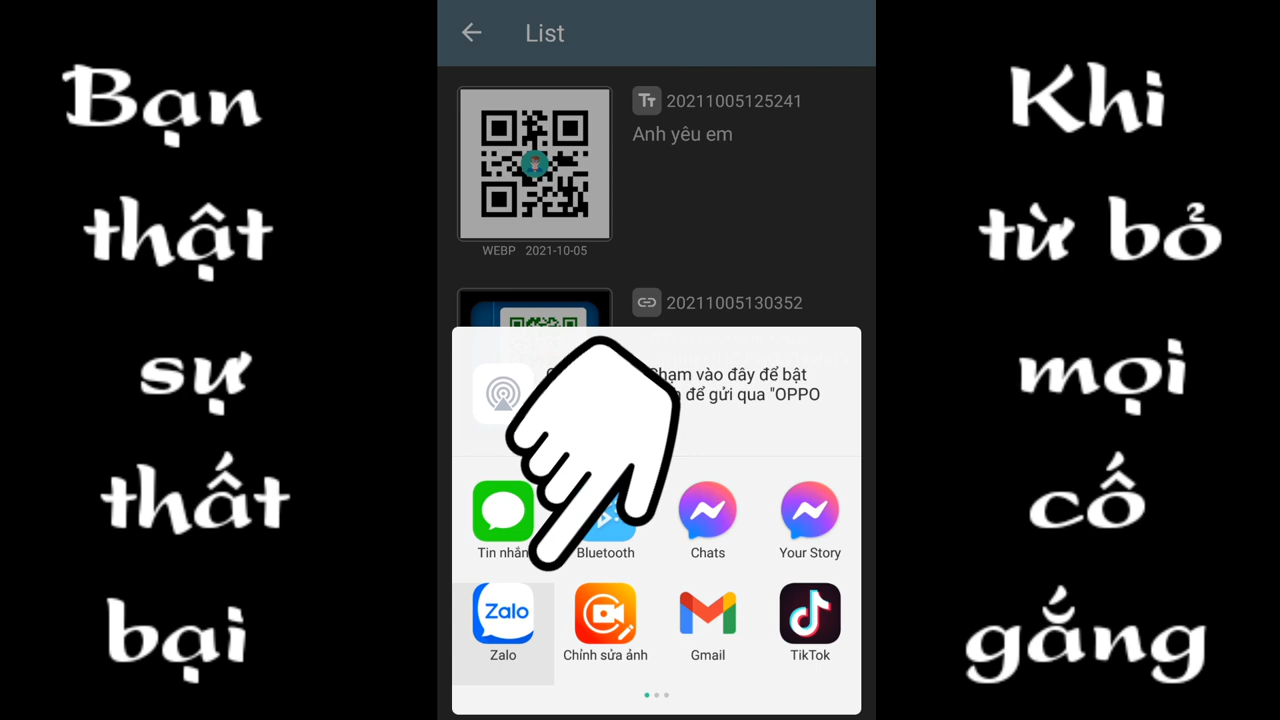 Bạn
thật
sự
thất
bại
List
20211005125241
Anh yêu em
WEBP 2021-10-05
20211005130352
Chạm vào đây để bật
để gửi qua "OPPO
Tin nhắn
Bluetooth
Chats
Your Story
Zalo
Zalo
Chỉnh sửa ảnh
Gmail
TikTok
Khi
từ bỏ
mọi
cố
gắng